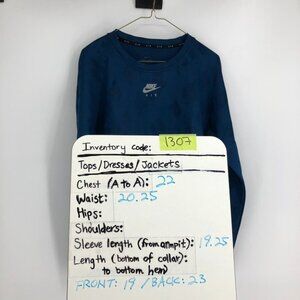 NIKE
AIR
Inventory code: 1307
Tops/Dresses/Jackets
Chest (A to A): 22
Waist: 20.25
Hips:
Shoulders:
Sleeve length (from armpit): 19.25
Length (bottom of collar):
to bottom hem)
FRONT: 19 / BACK: 23